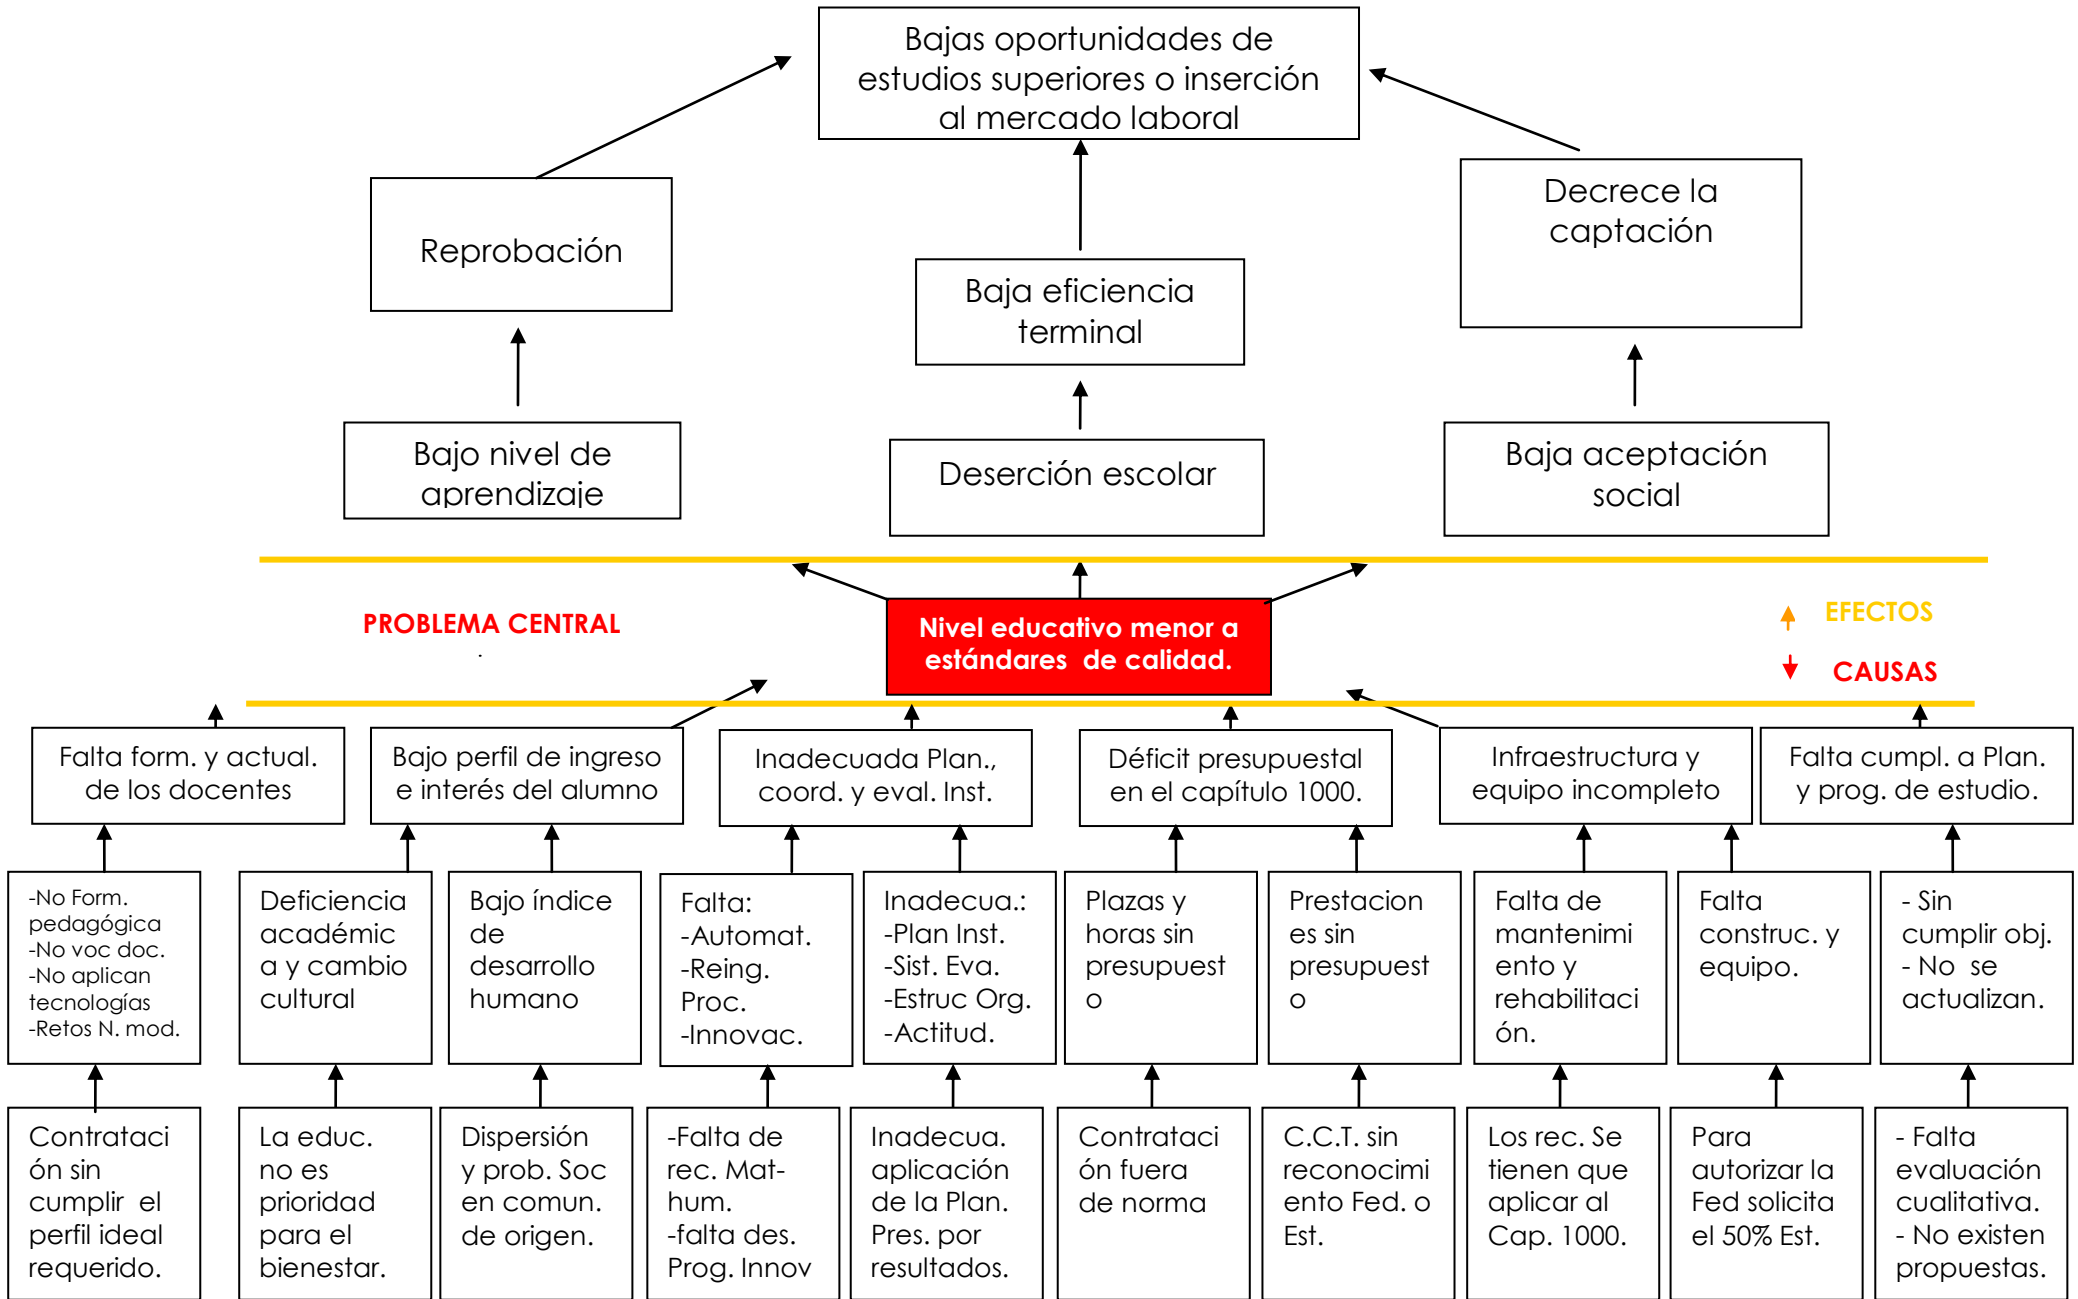 Bajas oportunidades de
estudios superiores o inserción
al mercado laboral
Reprobación
Decrece la
captación
Baja eficiencia
terminal
Bajo nivel de
aprendizaje
Deserción escolar
Baja aceptación
social
PROBLEMA CENTRAL
.
Nivel educativo menor a
estándares  de calidad.
EFECTOS
CAUSAS
Falta form. y actual.
de los docentes
Bajo perfil de ingreso
e interés del alumno
Inadecuada Plan.,
coord. y eval. Inst.
Déficit presupuestal
en el capítulo 1000.
Infraestructura y
equipo incompleto
Falta cumpl. a Plan.
y prog. de estudio.
-No Form.
pedagógica
-No voc doc.
-No aplican
tecnologías
-Retos N. mod.
Deficiencia
académic
a y cambio
cultural
Bajo índice
de
desarrollo
humano
Falta:
-Automat.
-Reing.
Proc.
-Innovac.
Inadecua.:
-Plan Inst.
-Sist. Eva.
-Estruc Org.
-Actitud.
Plazas y
horas sin
presupuest
o
Prestacion
es sin
presupuest
o
Falta de
mantenimi
ento y
rehabilitaci
ón.
Falta
construc. y
equipo.
- Sin
cumplir obj.
- No  se
actualizan.
Contrataci
ón sin
cumplir  el
perfil ideal
requerido.
La educ.
no es
prioridad
para el
bienestar.
Dispersión
y prob. Soc
en comun.
de origen.
-Falta de
rec. Mat-
hum.
-falta des.
Prog. Innov
Inadecua.
aplicación
de la Plan.
Pres. por
resultados.
Contrataci
ón fuera
de norma
C.C.T. sin
reconocimi
ento Fed. o
Est.
Los rec. Se
tienen que
aplicar al
Cap. 1000.
Para
autorizar la
Fed solicita
el 50% Est.
- Falta
evaluación
cualitativa.
- No existen
propuestas.